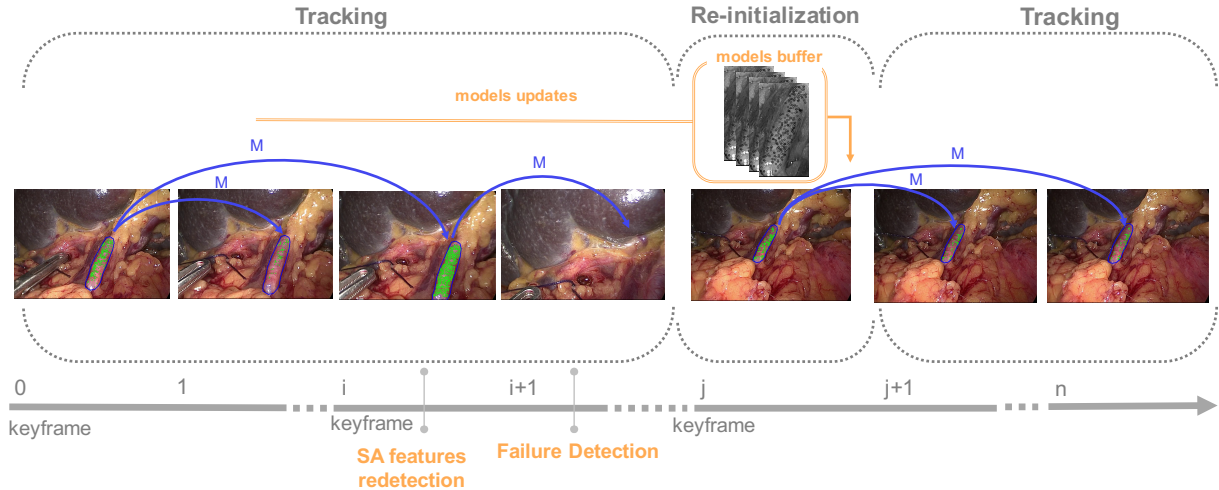 Tracking
Re-initialization
Tracking
models buffer
models updates
M
M
M
M
M
0
1
i
i+1
j
j+1
n
keyframe
keyframe
keyframe
SA features
redetection
Failure Detection